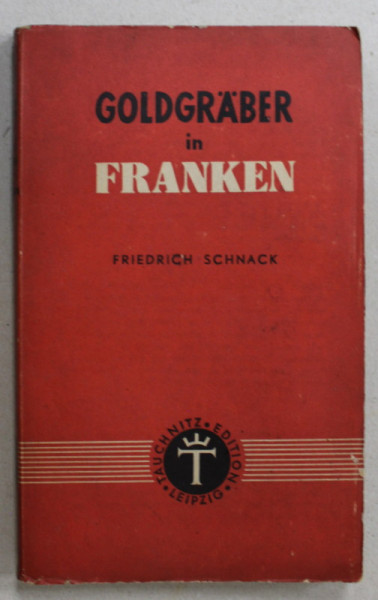 GOLDGRÄBER
in
FRANKEN
FRIEDRICH SCHNACK
TAUCHNITZ • EDITION
T
• LEIPZIG •